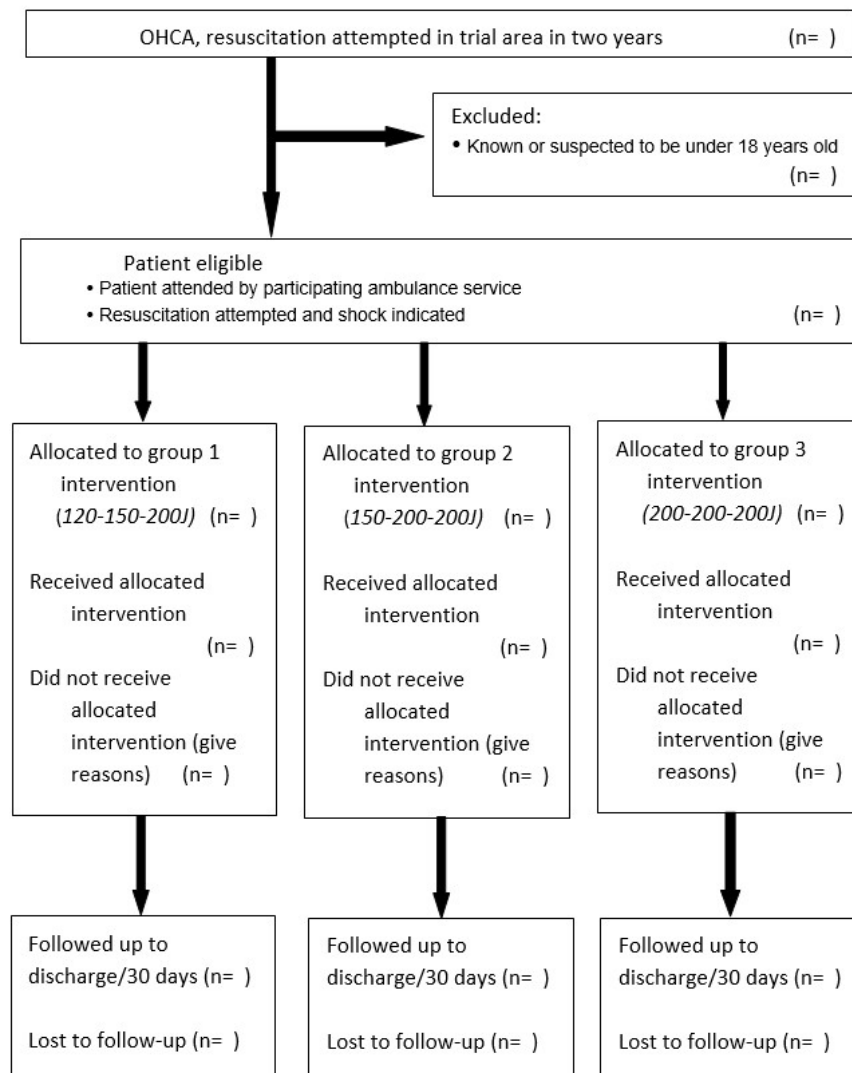 OHCA, resuscitation attempted in trial area in two years (n= )
Excluded:
• Known or suspected to be under 18 years old
(n= )
Patient eligible
• Patient attended by participating ambulance service
• Resuscitation attempted and shock indicated (n= )
Allocated to group 1
intervention
(120-150-200J) (n= )
Received allocated
intervention
(n= )
Did not receive
allocated
intervention (give
reasons) (n= )
Allocated to group 2
intervention
(150-200-200J) (n= )
Received allocated
intervention
(n= )
Did not receive
allocated
intervention (give
reasons) (n= )
Allocated to group 3
intervention
(200-200-200J) (n= )
Received allocated
intervention
(n= )
Did not receive
allocated
intervention (give
reasons) (n= )
Followed up to
discharge/30 days (n= )
Lost to follow-up (n= )
Followed up to
discharge/30 days (n= )
Lost to follow-up (n= )
Followed up to
discharge/30 days (n= )
Lost to follow-up (n= )